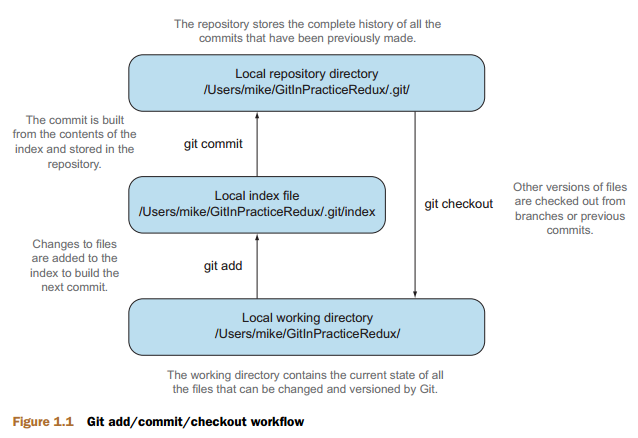 The repository stores the complete history of all the
commits that have been previously made.
Local repository directory
/Users/mike/GitInPracticeRedux/.git/
The commit is built
from the contents of the
index and stored in the
repository.
git commit
Local index file
/Users/mike/GitInPracticeRedux/.git/index
git checkout
Other versions of files
are checked out from
branches or previous
commits.
Changes to files
are added to the
index to build the
next commit.
git add
Local working directory
/Users/mike/GitInPracticeRedux/
The working directory contains the current state of all
the files that can be changed and versioned by Git.
Figure 1.1 Git add/commit/checkout workflow